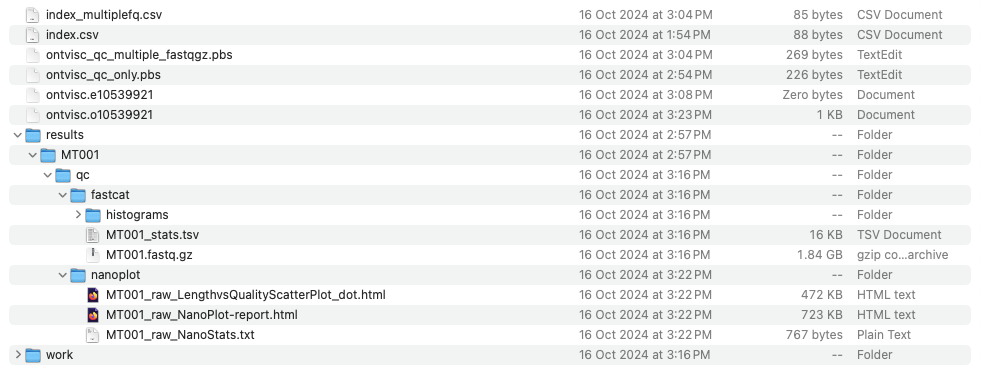 index_multiplefq.csv 16 Oct 2024 at 3:04 PM 85 bytes CSV Document
index.csv 16 Oct 2024 at 1:54 PM 88 bytes CSV Document
ontvisc_qc_multiple_fastqgz.pbs 16 Oct 2024 at 3:04 PM 269 bytes TextEdit
ontvisc_qc_only.pbs 16 Oct 2024 at 2:54 PM 226 bytes TextEdit
ontvisc.e10539921 16 Oct 2024 at 3:08 PM Zero bytes Document
ontvisc.o10539921 16 Oct 2024 at 3:23 PM 1 KB Document
results 16 Oct 2024 at 2:57 PM -- Folder
MT001 16 Oct 2024 at 2:57 PM -- Folder
qc 16 Oct 2024 at 3:16 PM -- Folder
fastcat 16 Oct 2024 at 3:16 PM -- Folder
histograms 16 Oct 2024 at 3:16 PM -- Folder
MT001_stats.tsv 16 Oct 2024 at 3:16 PM 16 KB TSV Document
MT001.fastq.gz 16 Oct 2024 at 3:16 PM 1.84 GB gzip co...archive
nanoplot 16 Oct 2024 at 3:22 PM -- Folder
MT001_raw_LengthvsQualityScatterPlot_dot.html 16 Oct 2024 at 3:22 PM 472 KB HTML text
MT001_raw_NanoPlot-report.html 16 Oct 2024 at 3:22 PM 723 KB HTML text
MT001_raw_NanoStats.txt 16 Oct 2024 at 3:22 PM 767 bytes Plain Text
work 16 Oct 2024 at 3:16 PM -- Folder